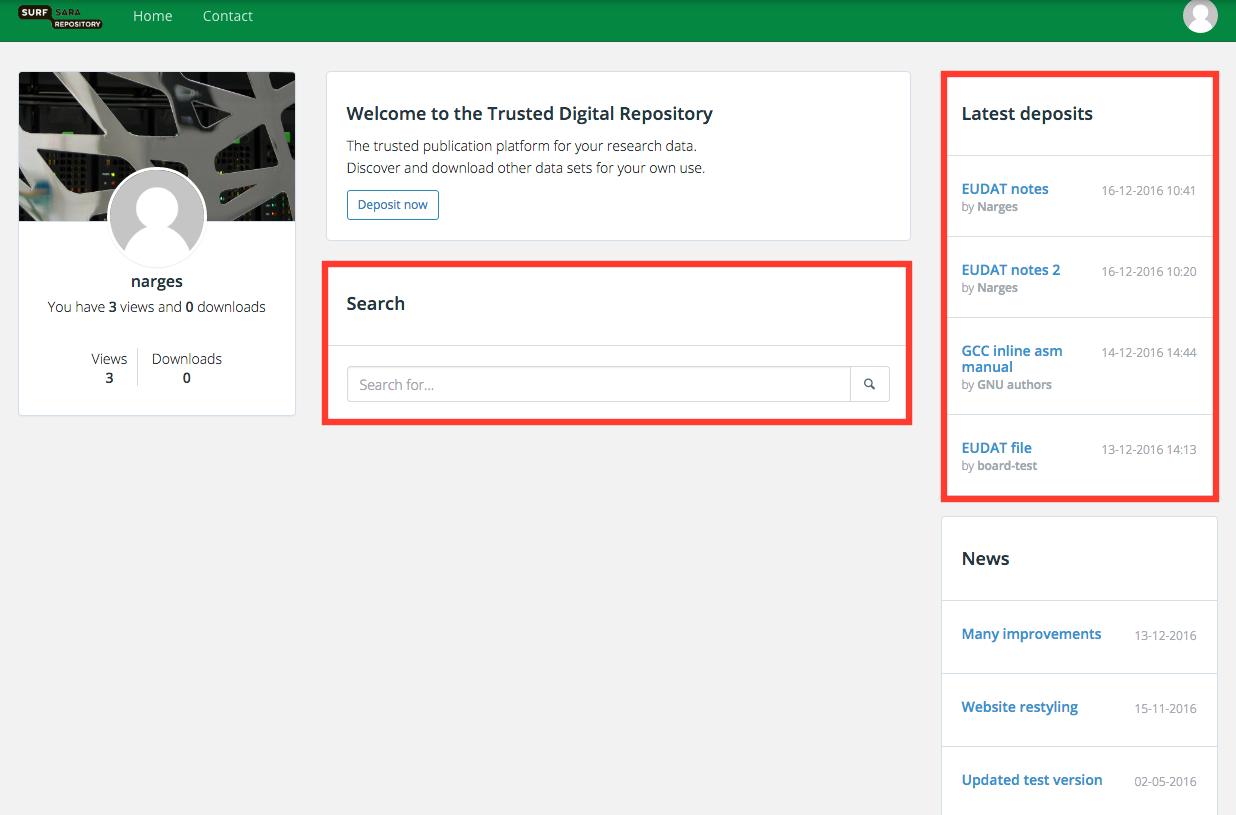 SURF SARA
REPOSITORY
Home
Contact
narges
You have 3 views and 0 downloads
Views
3
Downloads
0
Welcome to the Trusted Digital Repository
The trusted publication platform for your research data.
Discover and download other data sets for your own use.
Deposit now
Search
Search for...
Latest deposits
EUDAT notes
16-12-2016 10:41
by Narges
EUDAT notes 2
16-12-2016 10:20
by Narges
GCC inline asm
manual
14-12-2016 14:44
by GNU authors
EUDAT file
13-12-2016 14:13
by board-test
News
Many improvements
13-12-2016
Website restyling
15-11-2016
Updated test version
02-05-2016